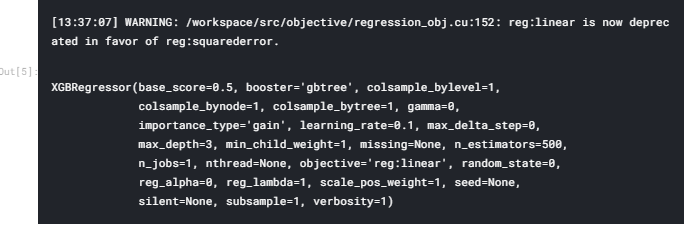 [13:37:07] WARNING: /workspace/src/objective/regression_obj.cu:152: reg:linear is now deprec
ated in favor of reg:squarederror.
Out[5]:
XGBRegressor(base_score=0.5, booster='gbtree', colsample_bylevel=1,
colsample_bynode=1, colsample_bytree=1, gamma=0,
importance_type='gain', learning_rate=0.1, max_delta_step=0,
max_depth=3, min_child_weight=1, missing=None, n_estimators=500,
n_jobs=1, nthread=None, objective='reg:linear', random_state=0,
reg_alpha=0, reg_lambda=1, scale_pos_weight=1, seed=None,
silent=None, subsample=1, verbosity=1)